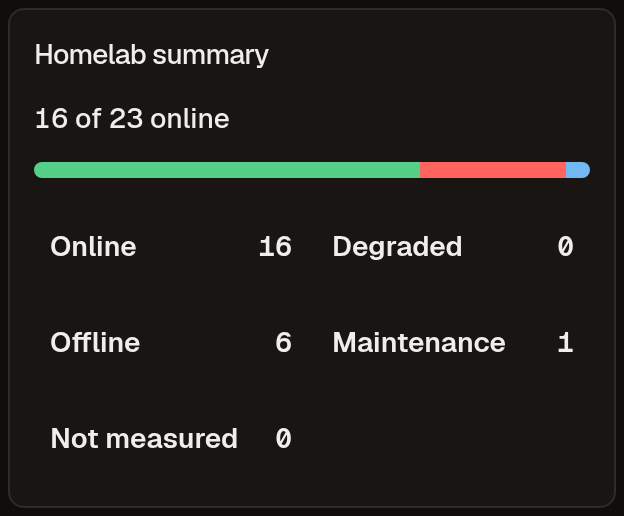 Homelab summary
16 of 23 online
Online 16 Degraded 0
Offline 6 Maintenance 1
Not measured 0